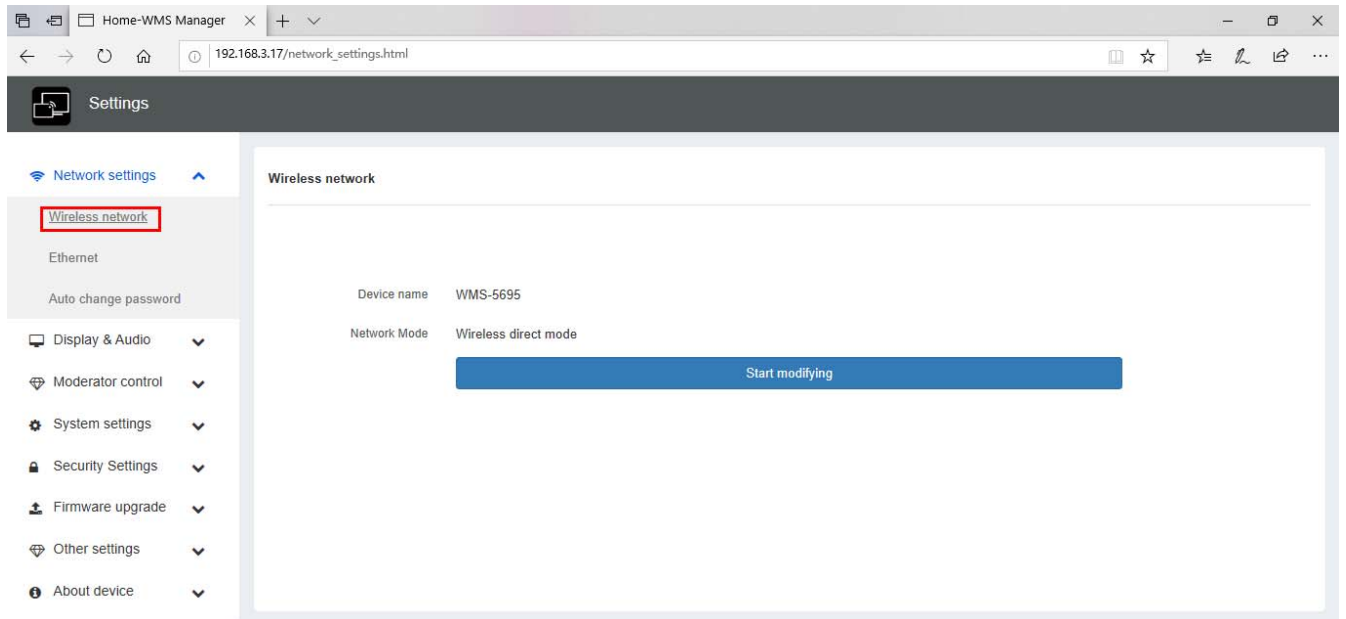 Home-WMS Manager
192.168.3.17/network_settings.html
Settings
Network settings
Wireless network
Ethernet
Auto change password
Display & Audio
Moderator control
System settings
Security Settings
Firmware upgrade
Other settings
About device
Wireless network
Device name WMS-5695
Network Mode Wireless direct mode
Start modifying